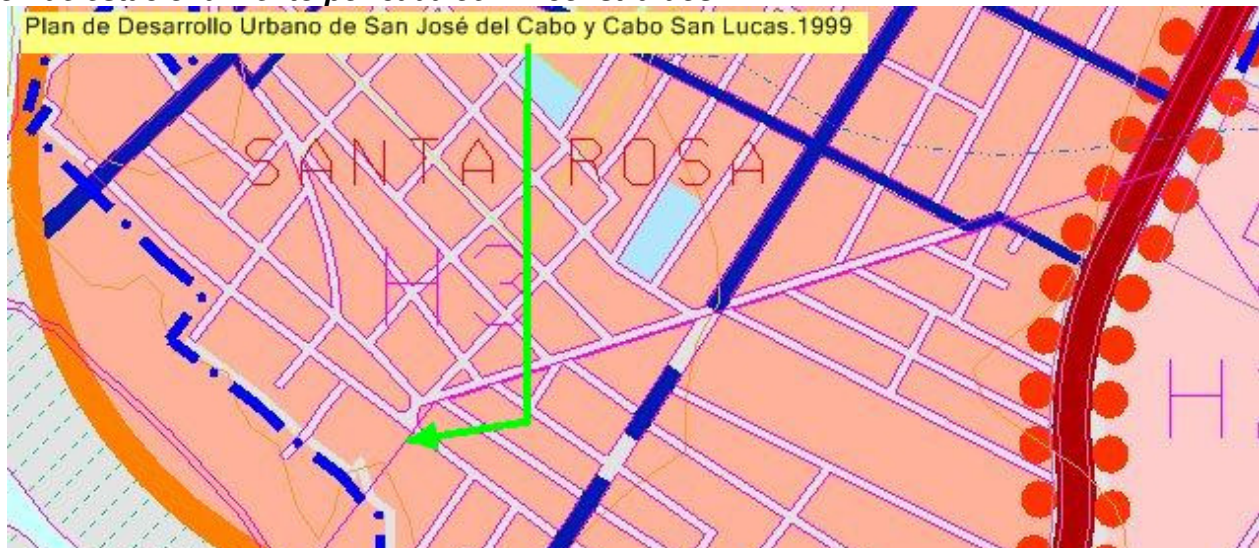 Plan de Desarrollo Urbano de San José del Cabo y Cabo San Lucas.1999
SANTA ROSA
H3
H